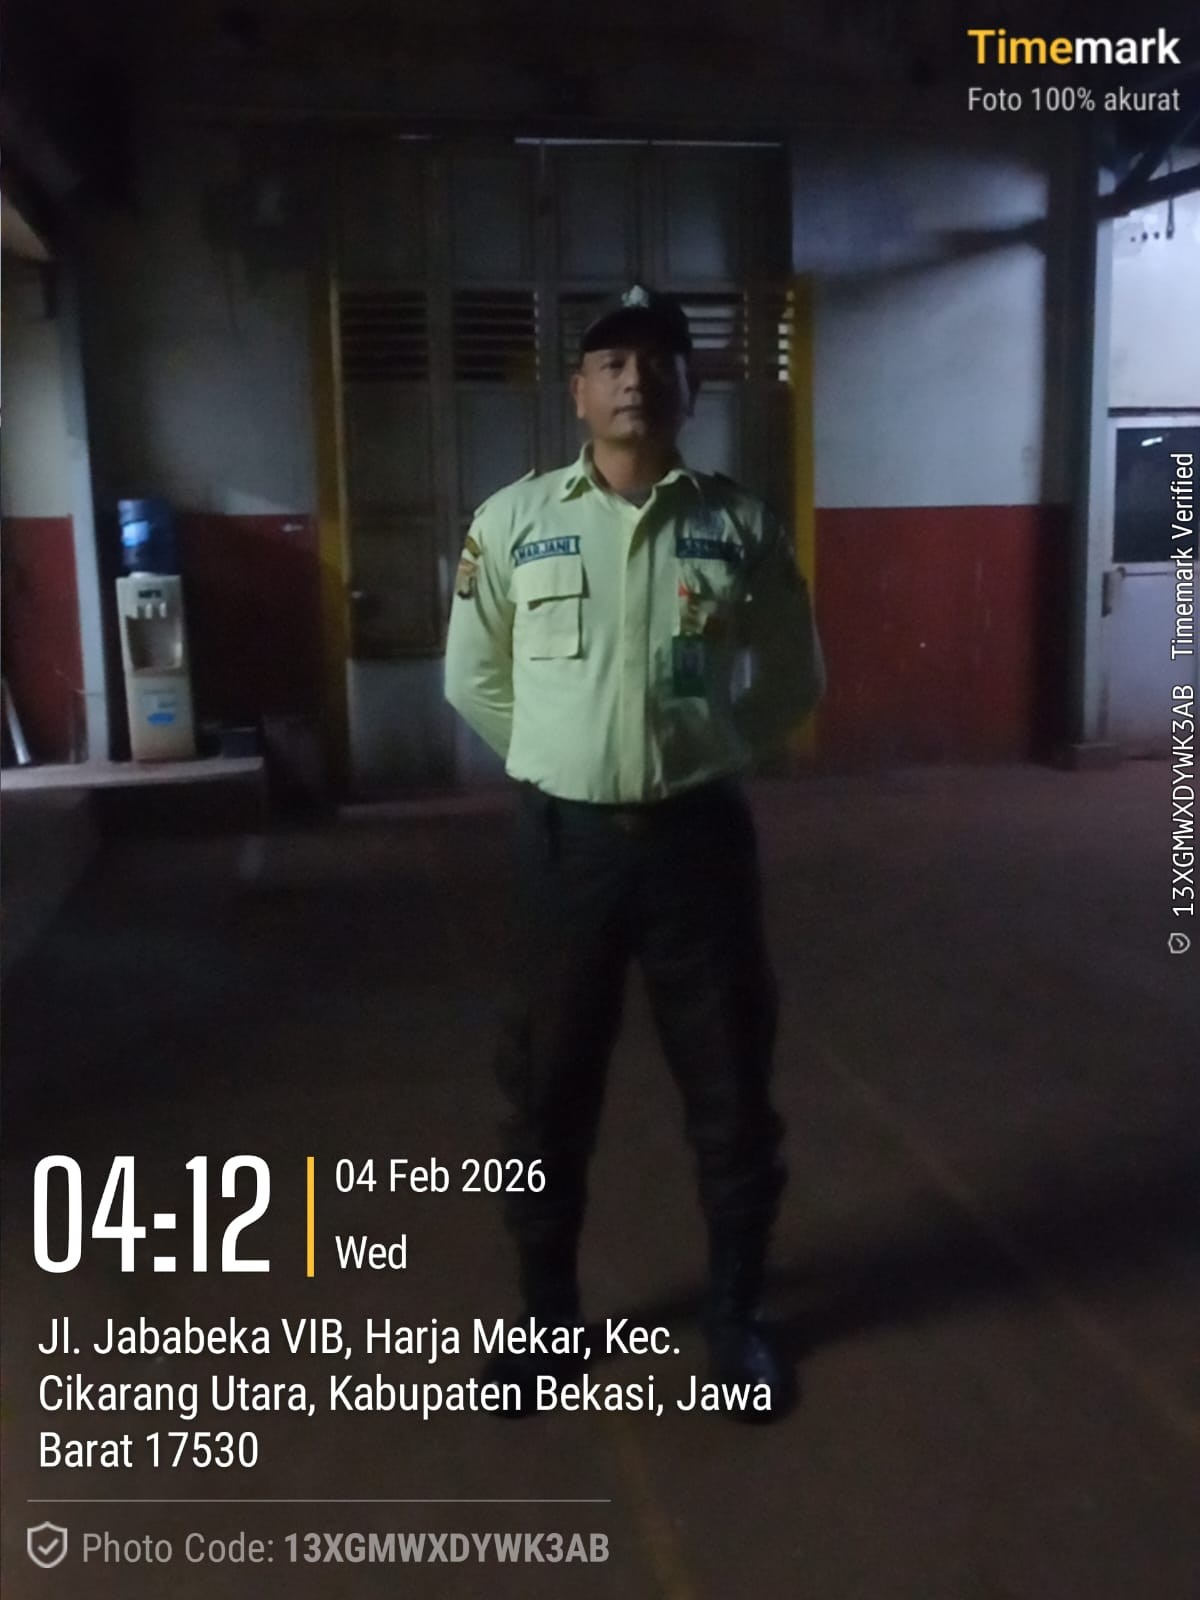 Timemark
Foto 100% akurat
MARJANI
13XGMWXDYWK3AB Timemark Verified
04:12
04 Feb 2026
Wed
Jl. Jababeka VIB, Harja Mekar, Kec.
Cikarang Utara, Kabupaten Bekasi, Jawa
Barat 17530
Photo Code: 13XGMWXDYWK3AB